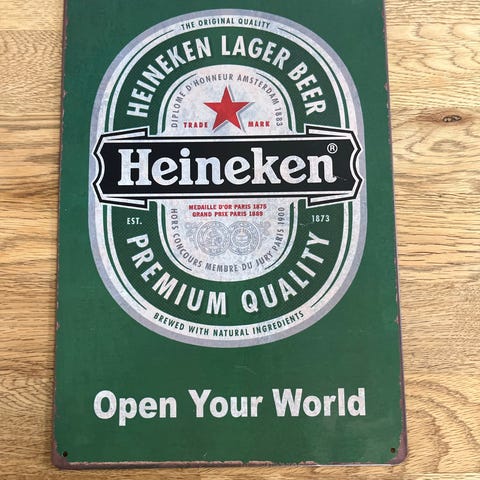 THE ORIGINAL QUALITY
HEINEKEN LAGER BEER
DIPLOME D'HONNEUR AMSTERDAM 1883
TRADE MARK
Heineken®
MEDAILLE D'OR PARIS 1875
GRAND PRIX PARIS 1889
EST. 1873
HORS CONCOURS MEMBRE DU JURY PARIS 1900
PREMIUM QUALITY
BREWED WITH NATURAL INGREDIENTS
Open Your World